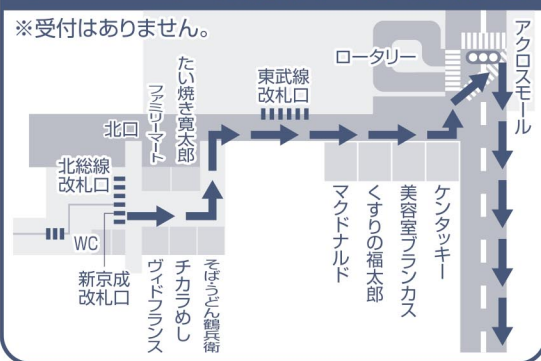 ※受付はありません。
たい焼き寛太郎
ファミリーマート
北口
北総線
改札口
WC
新京成
改札口
ヴィドフランス
チカラめし
そば・うどん鶴兵衛
東武線
改札口
ロータリー
アクロスモール
マクドナルド
くすりの福太郎
美容室ブランカス
ケンタッキー